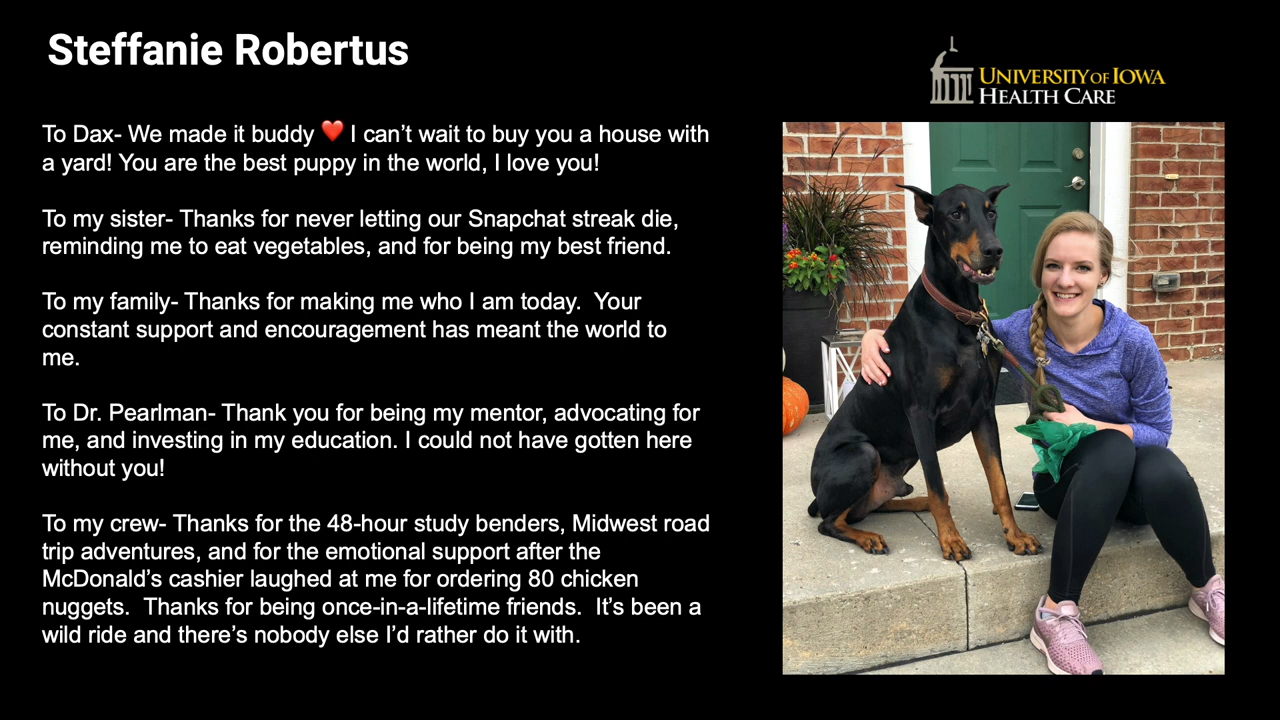 Steffanie Robertus
UNIVERSITY OF IOWA
HEALTH CARE
To Dax- We made it buddy ❤️ I can’t wait to buy you a house with
a yard! You are the best puppy in the world, I love you!
To my sister- Thanks for never letting our Snapchat streak die,
reminding me to eat vegetables, and for being my best friend.
To my family- Thanks for making me who I am today.  Your
constant support and encouragement has meant the world to
me.
To Dr. Pearlman- Thank you for being my mentor, advocating for
me, and investing in my education. I could not have gotten here
without you!
To my crew- Thanks for the 48-hour study benders, Midwest road
trip adventures, and for the emotional support after the
McDonald’s cashier laughed at me for ordering 80 chicken
nuggets.  Thanks for being once-in-a-lifetime friends.  It’s been a
wild ride and there’s nobody else I’d rather do it with.